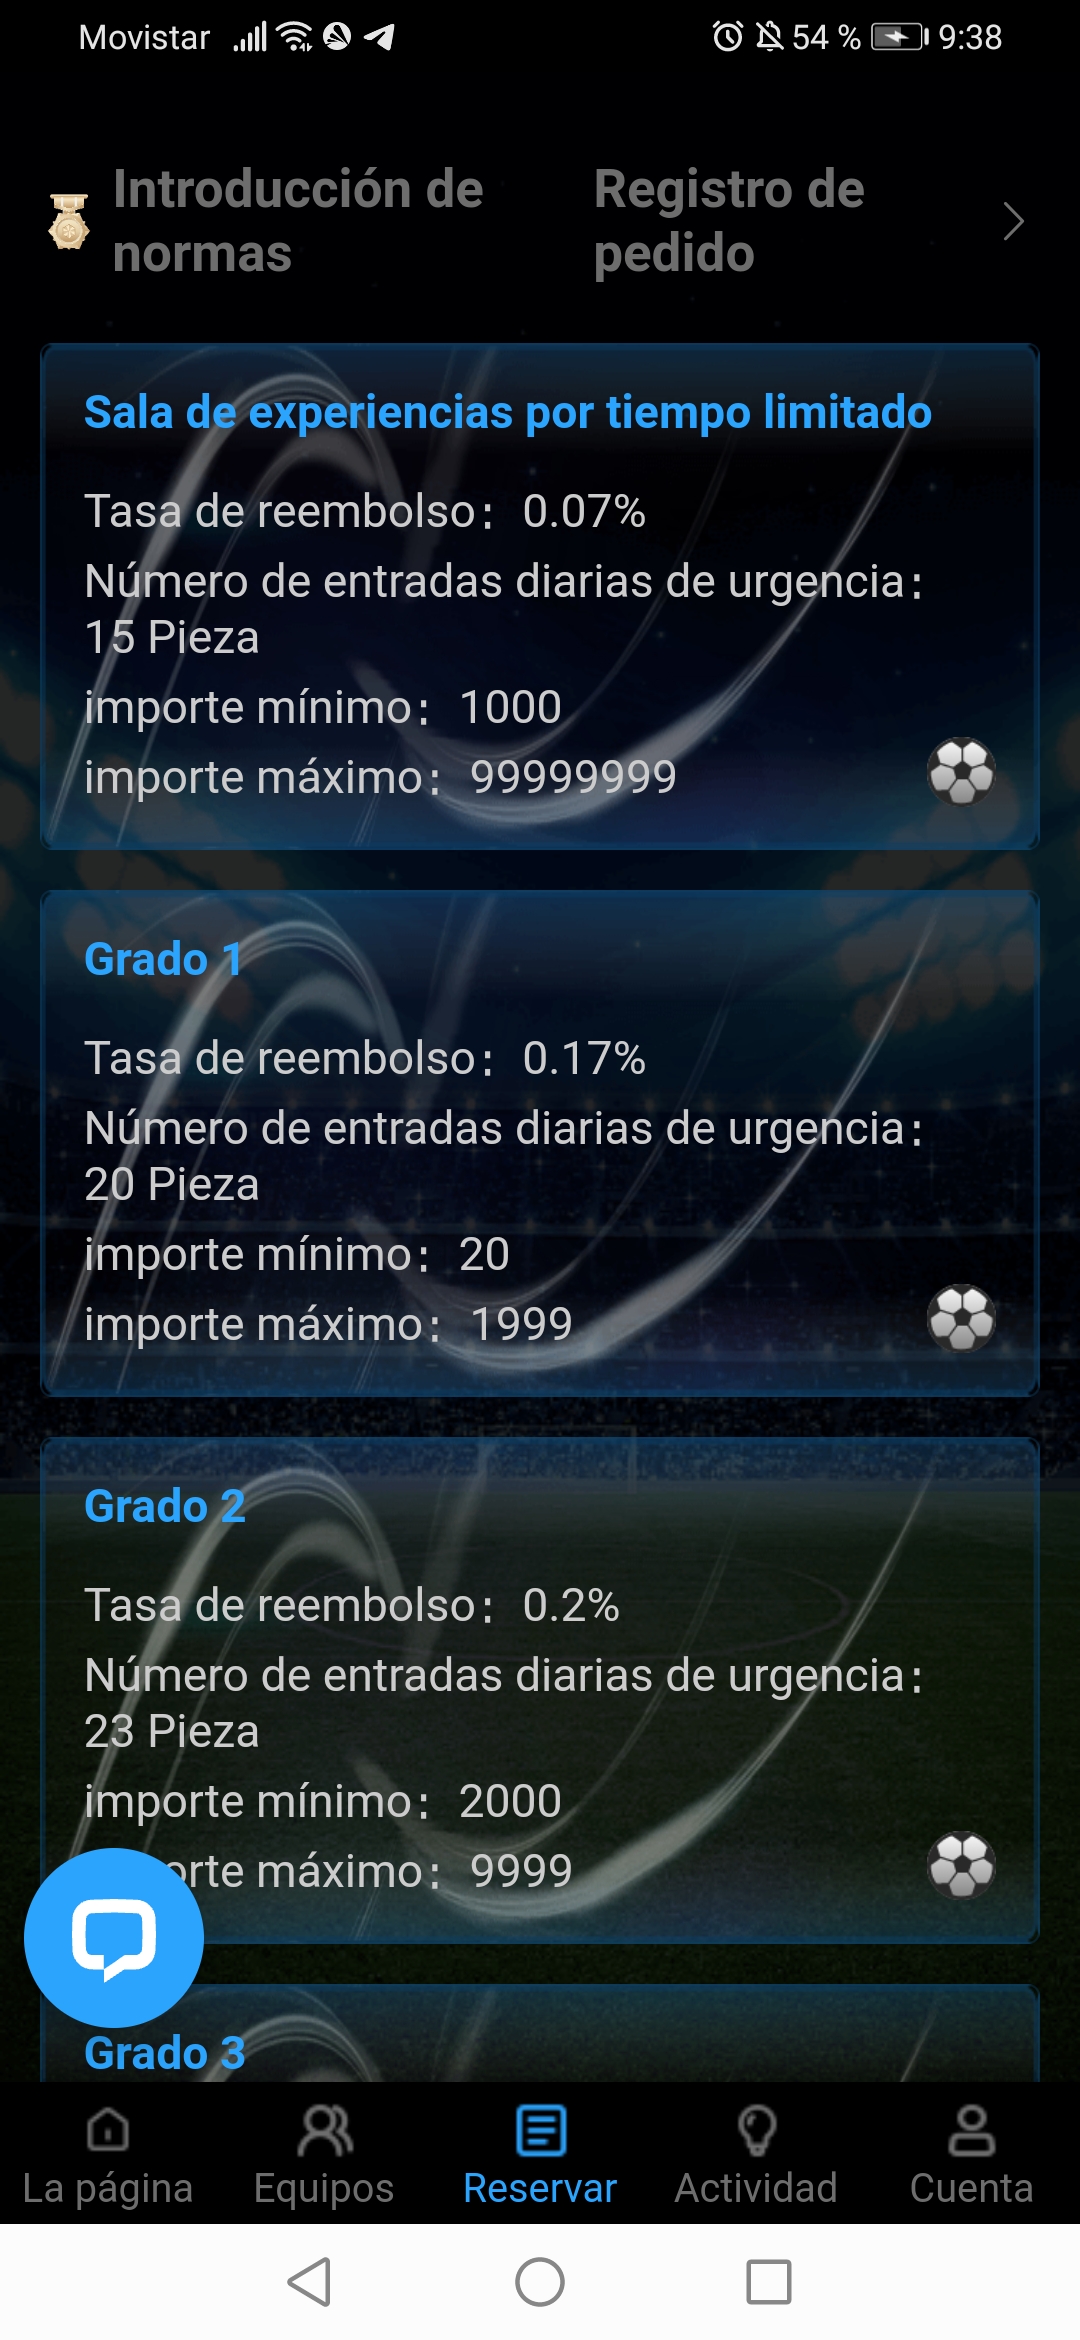 Movistar 54 % 9:38
Introducción de normas
Registro de pedido
Sala de experiencias por tiempo limitado
Tasa de reembolso: 0.07%
Número de entradas diarias de urgencia:
15 Pieza
importe mínimo: 1000
importe máximo: 99999999
Grado 1
Tasa de reembolso: 0.17%
Número de entradas diarias de urgencia:
20 Pieza
importe mínimo: 20
importe máximo: 1999
Grado 2
Tasa de reembolso: 0.2%
Número de entradas diarias de urgencia:
23 Pieza
importe mínimo: 2000
orte máximo: 9999
Grado 3
La página Equipos Reservar Actividad Cuenta